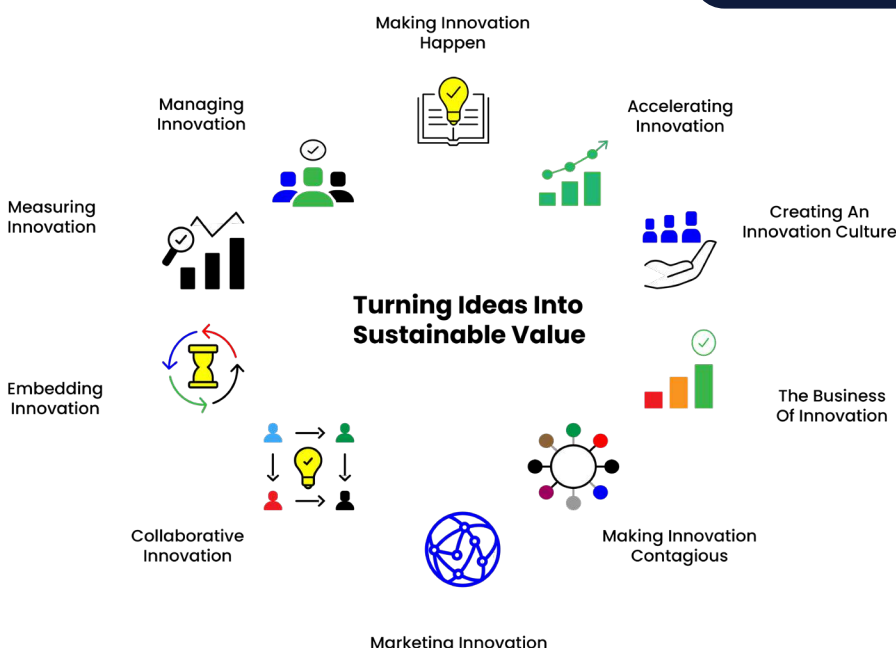 Making Innovation
Happen
Managing
Innovation
Accelerating
Innovation
Measuring
Innovation
Creating An
Innovation Culture
Turning Ideas Into
Sustainable Value
Embedding
Innovation
The Business
Of Innovation
Collaborative
Innovation
Making Innovation
Contagious
Marketing Innovation